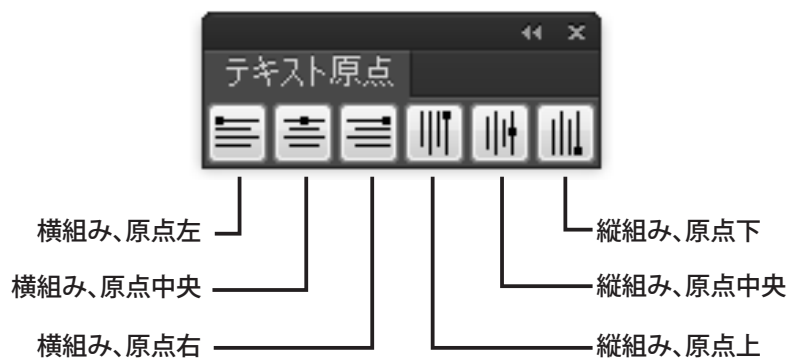 テキスト原点
横組み、原点左
縦組み、原点下
横組み、原点中央
縦組み、原点中央
横組み、原点右
縦組み、原点上